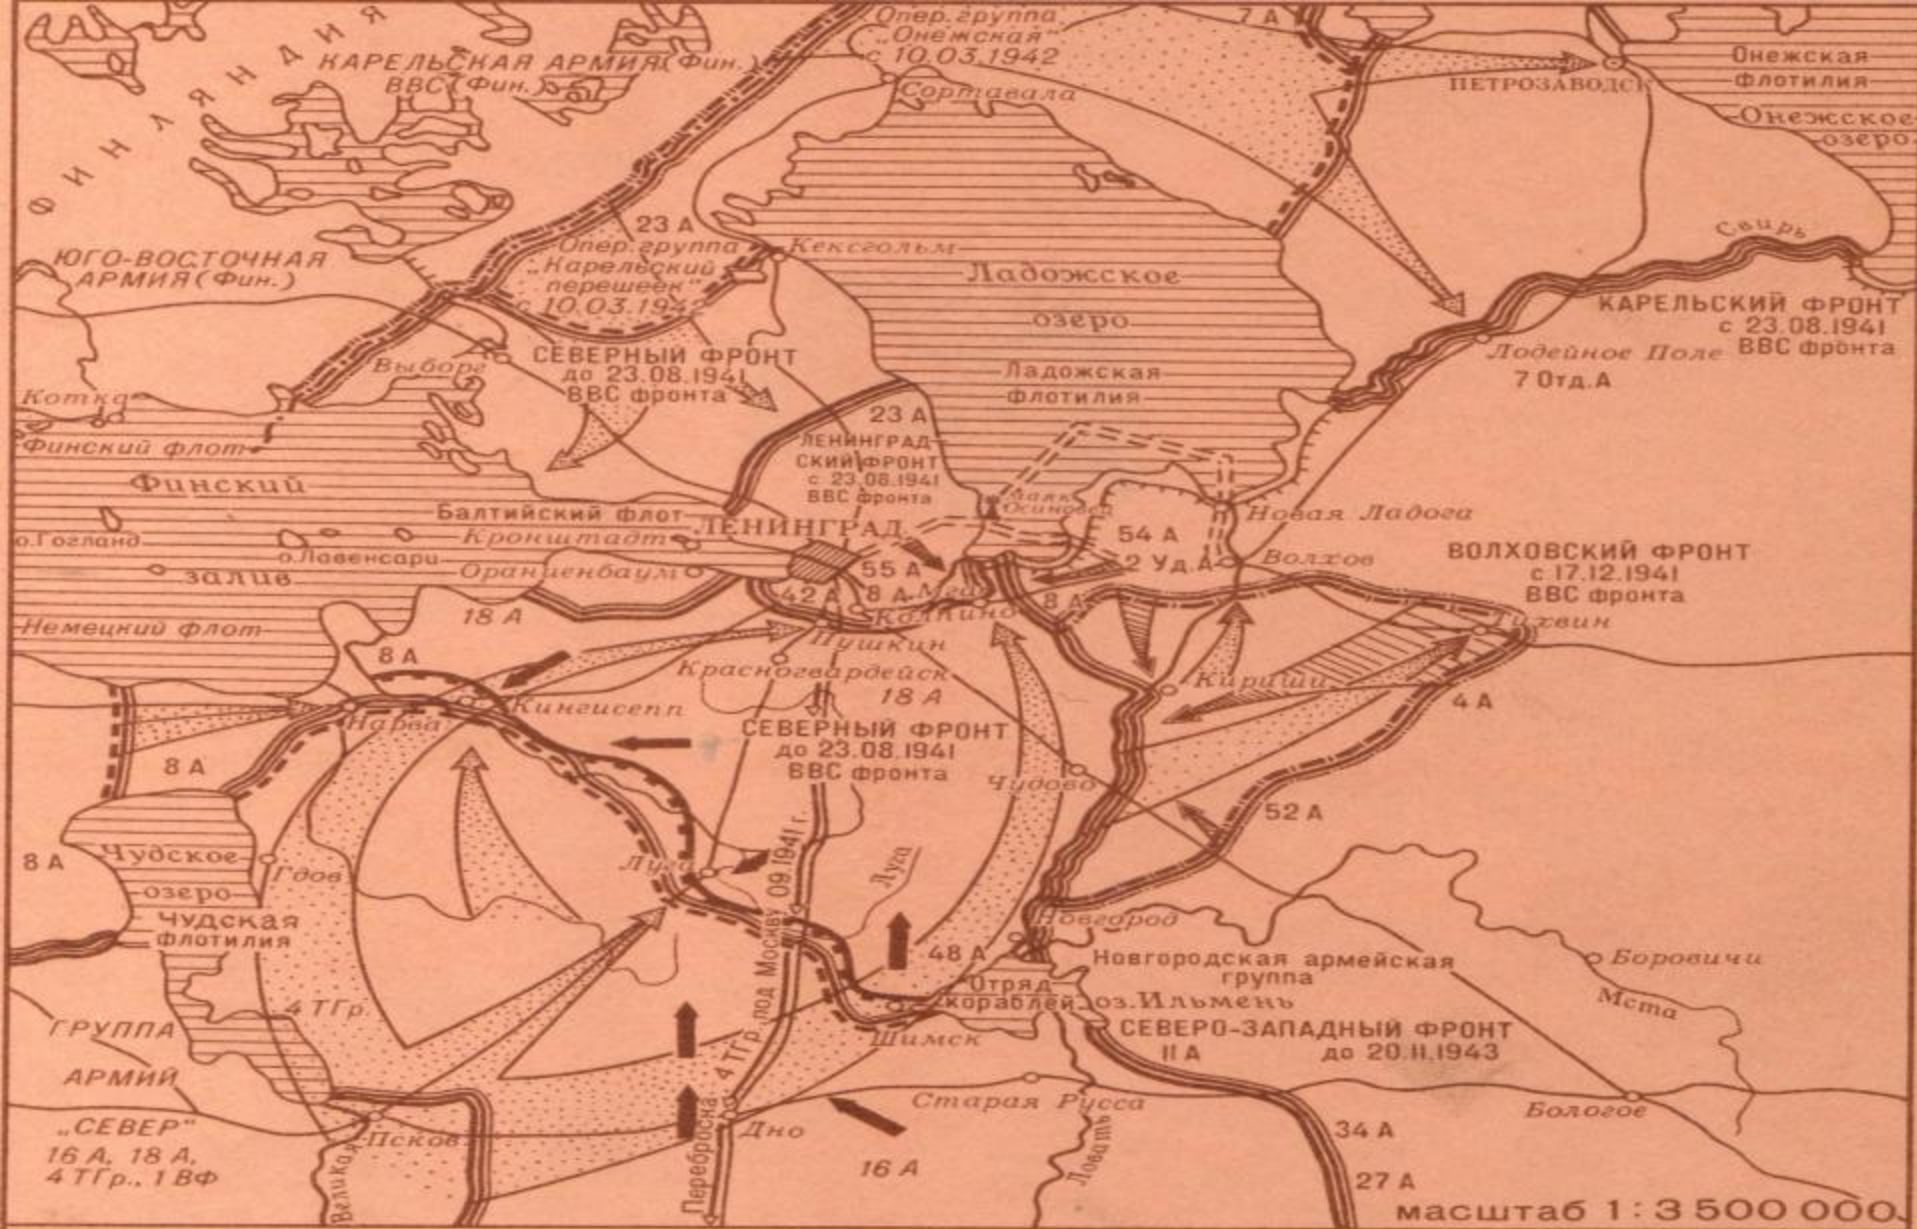 Опер.группа
„Онежская"
с 10.03.1942
7 А
КАРЕЛЬСКАЯ АРМИЯ (Фин.)
ВВС (Фин.)
ФИНЛЯНДИЯ
Сортавала
ПЕТРОЗАВОДСК
Онежская
флотилия
Онежское
озеро
23 А
Опер.группа
„Карельский
перешеек"
с 10.03.1942
Кексгольм
ЮГО-ВОСТОЧНАЯ
АРМИЯ (Фин.)
Ладожское
озеро
Ладожская
флотилия
Свирь
КАРЕЛЬСКИЙ ФРОНТ
с 23.08.1941
ВВС фронта
Лодейное Поле
7 Отд.А
Выборг
СЕВЕРНЫЙ ФРОНТ
до 23.08.1941
ВВС фронта
Котка
Финский флот
Финский
залив
23 А
ЛЕНИНГРАД-
СКИЙ ФРОНТ
с 23.08.1941
ВВС фронта
Балтийский флот
ЛЕНИНГРАД
Кронштадт
Ораниенбаум
о.Гогланд
о.Лавенсари
маяк
Осиновец
54 А
2 Уд.А
Новая Ладога
Волхов
ВОЛХОВСКИЙ ФРОНТ
с 17.12.1941
ВВС фронта
55 А
42 А
8 А
Мга
8 А
Колпино
Пушкин
Тихвин
18 А
Немецкий флот
8 А
Красногвардейск
18 А
Кириши
4 А
Нарва
Кингисепп
СЕВЕРНЫЙ ФРОНТ
до 23.08.1941
ВВС фронта
8 А
Чудово
52 А
8 А
Чудское
озеро
Гдов
Луга
Луга
Чудская
флотилия
Новгород
48 А
Новгородская армейская
группа
Боровичи
Мста
Отряд
кораблей
оз.Ильмень
4 ТГр.
Шимск
СЕВЕРО-ЗАПАДНЫЙ ФРОНТ
11 А
до 20.11.1943
ГРУППА
АРМИЙ
„СЕВЕР"
16 А, 18 А,
4 ТГр., 1 ВФ
Псков
Великая
Переброска 4 ТГр. под Москву 09.1941 г.
Дно
Старая Русса
16 А
Ловать
Бологое
34 А
27 А
масштаб 1: 3 500 000